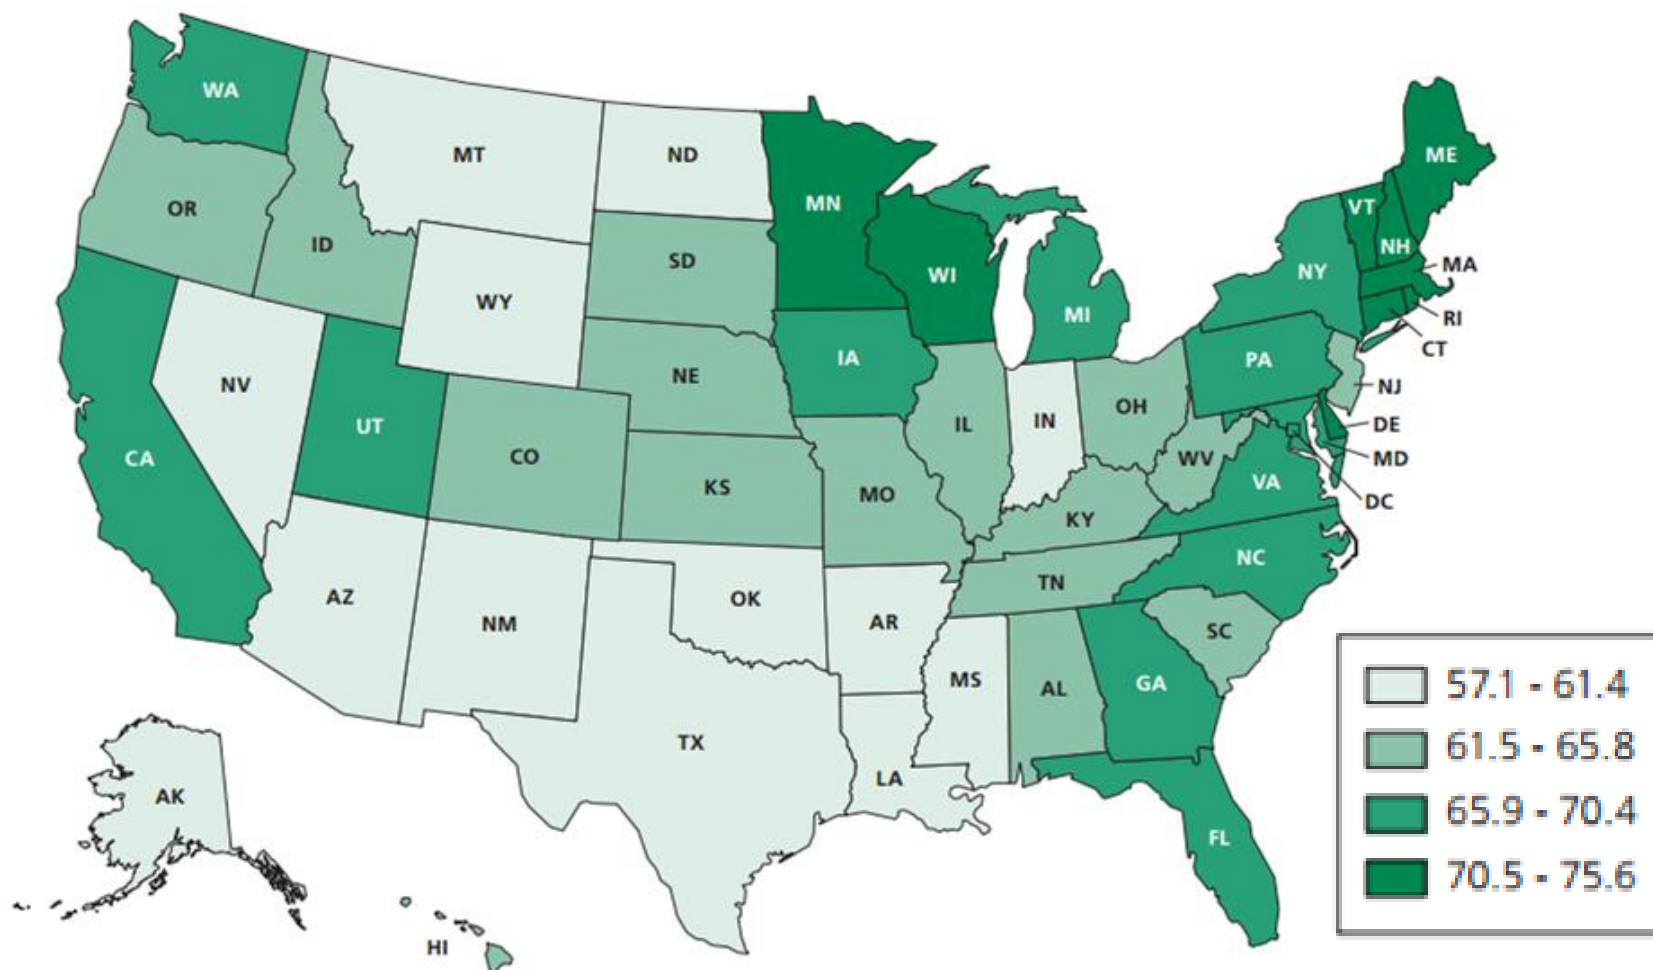 WA
MT
ND
ME
MN
VT
OR
ID
NH
SD
MA
NY
WI
WY
MI
RI
CT
IA
PA
NE
NV
NJ
OH
UT
IN
IL
DE
CO
CA
WV
MD
KS
VA
MO
DC
KY
NC
TN
AZ
OK
NM
AR
SC
MS
GA
AL
57.1 - 61.4
TX
61.5 - 65.8
LA
AK
65.9 - 70.4
FL
70.5 - 75.6
HI